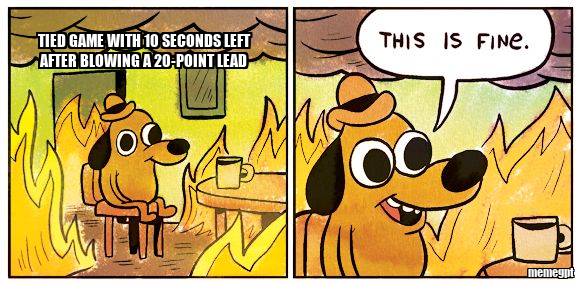 TIED GAME WITH 10 SECONDS LEFT
AFTER BLOWING A 20-POINT LEAD
THIS IS FINe.
memegpt